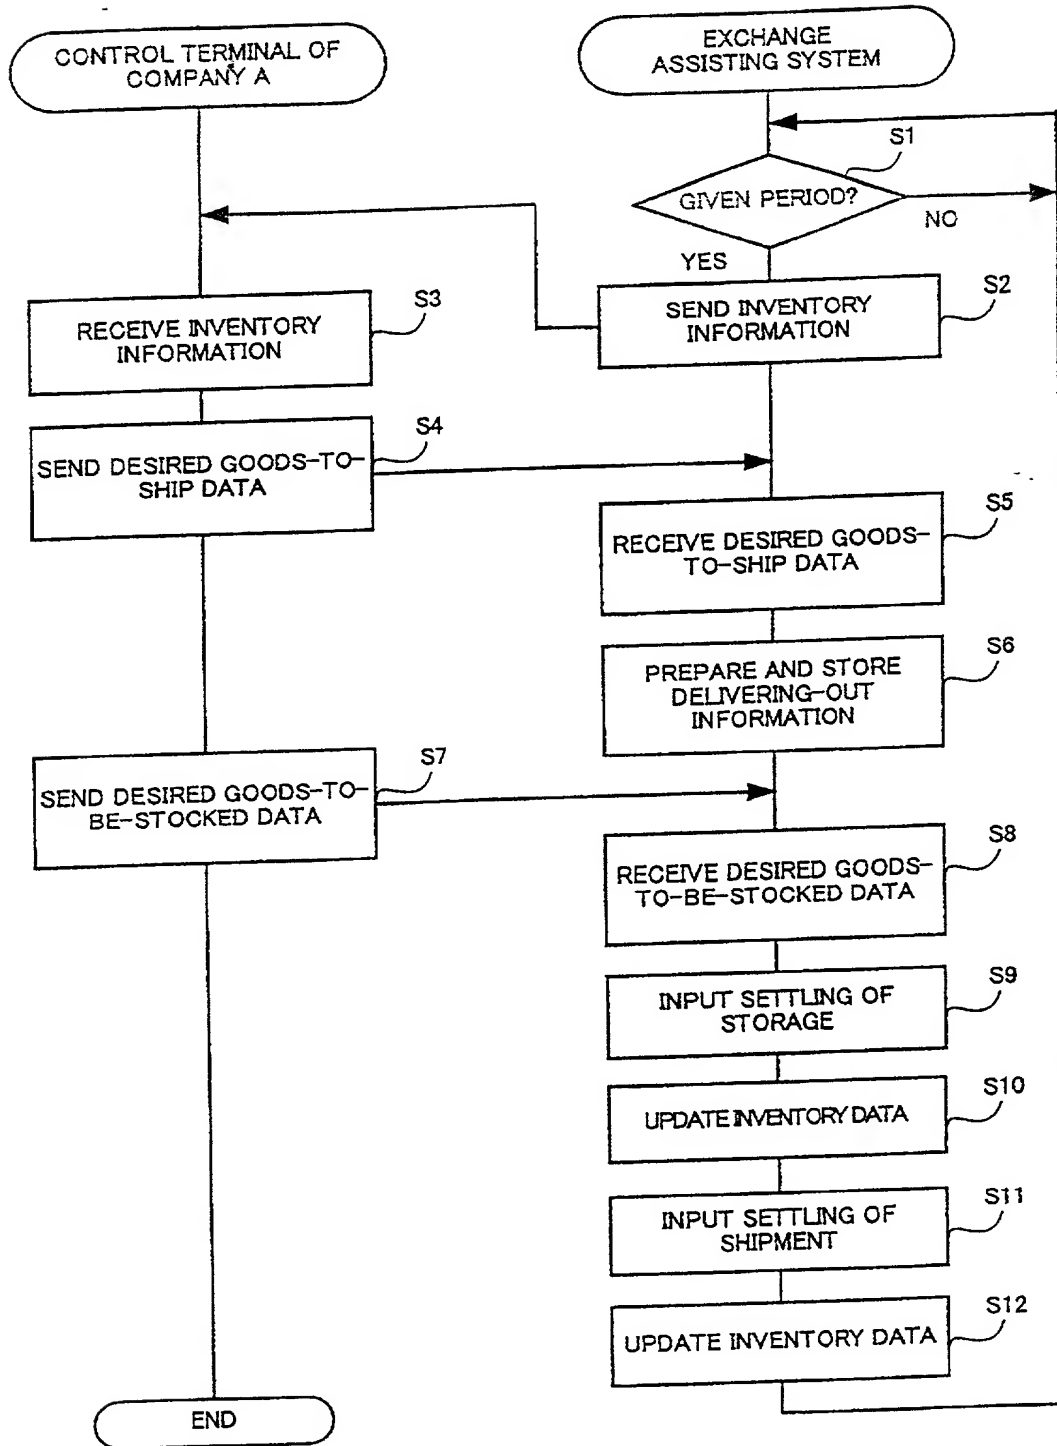 CONTROL TERMINAL OF
COMPANY A
EXCHANGE
ASSISTING SYSTEM
S1
GIVEN PERIOD?
NO
YES
S2
SEND INVENTORY
INFORMATION
S3
RECEIVE INVENTORY
INFORMATION
S4
SEND DESIRED GOODS-TO-
SHIP DATA
S5
RECEIVE DESIRED GOODS-
TO-SHIP DATA
S6
PREPARE AND STORE
DELIVERING-OUT
INFORMATION
S7
SEND DESIRED GOODS-TO-
BE-STOCKED DATA
S8
RECEIVE DESIRED GOODS-
TO-BE-STOCKED DATA
S9
INPUT SETTLING OF
STORAGE
S10
UPDATE INVENTORY DATA
S11
INPUT SETTLING OF
SHIPMENT
S12
UPDATE INVENTORY DATA
END